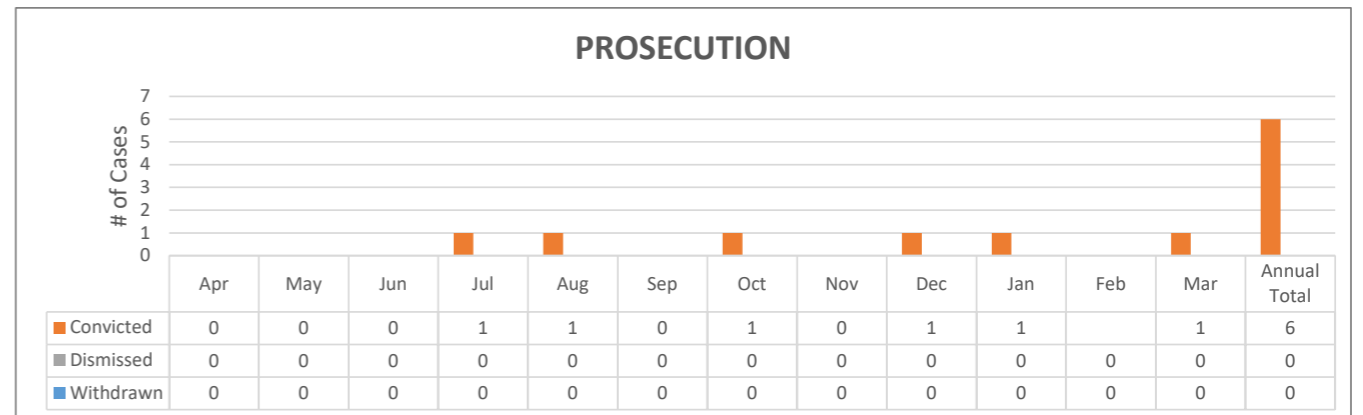 PROSECUTION
7
6
5
4
3
2
1
0
# of Cases
Apr May Jun Jul Aug Sep Oct Nov Dec Jan Feb Mar Annual
Total
Convicted 0 0 0 1 1 0 1 0 1 1 1 6
Dismissed 0 0 0 0 0 0 0 0 0 0 0 0 0
Withdrawn 0 0 0 0 0 0 0 0 0 0 0 0 0